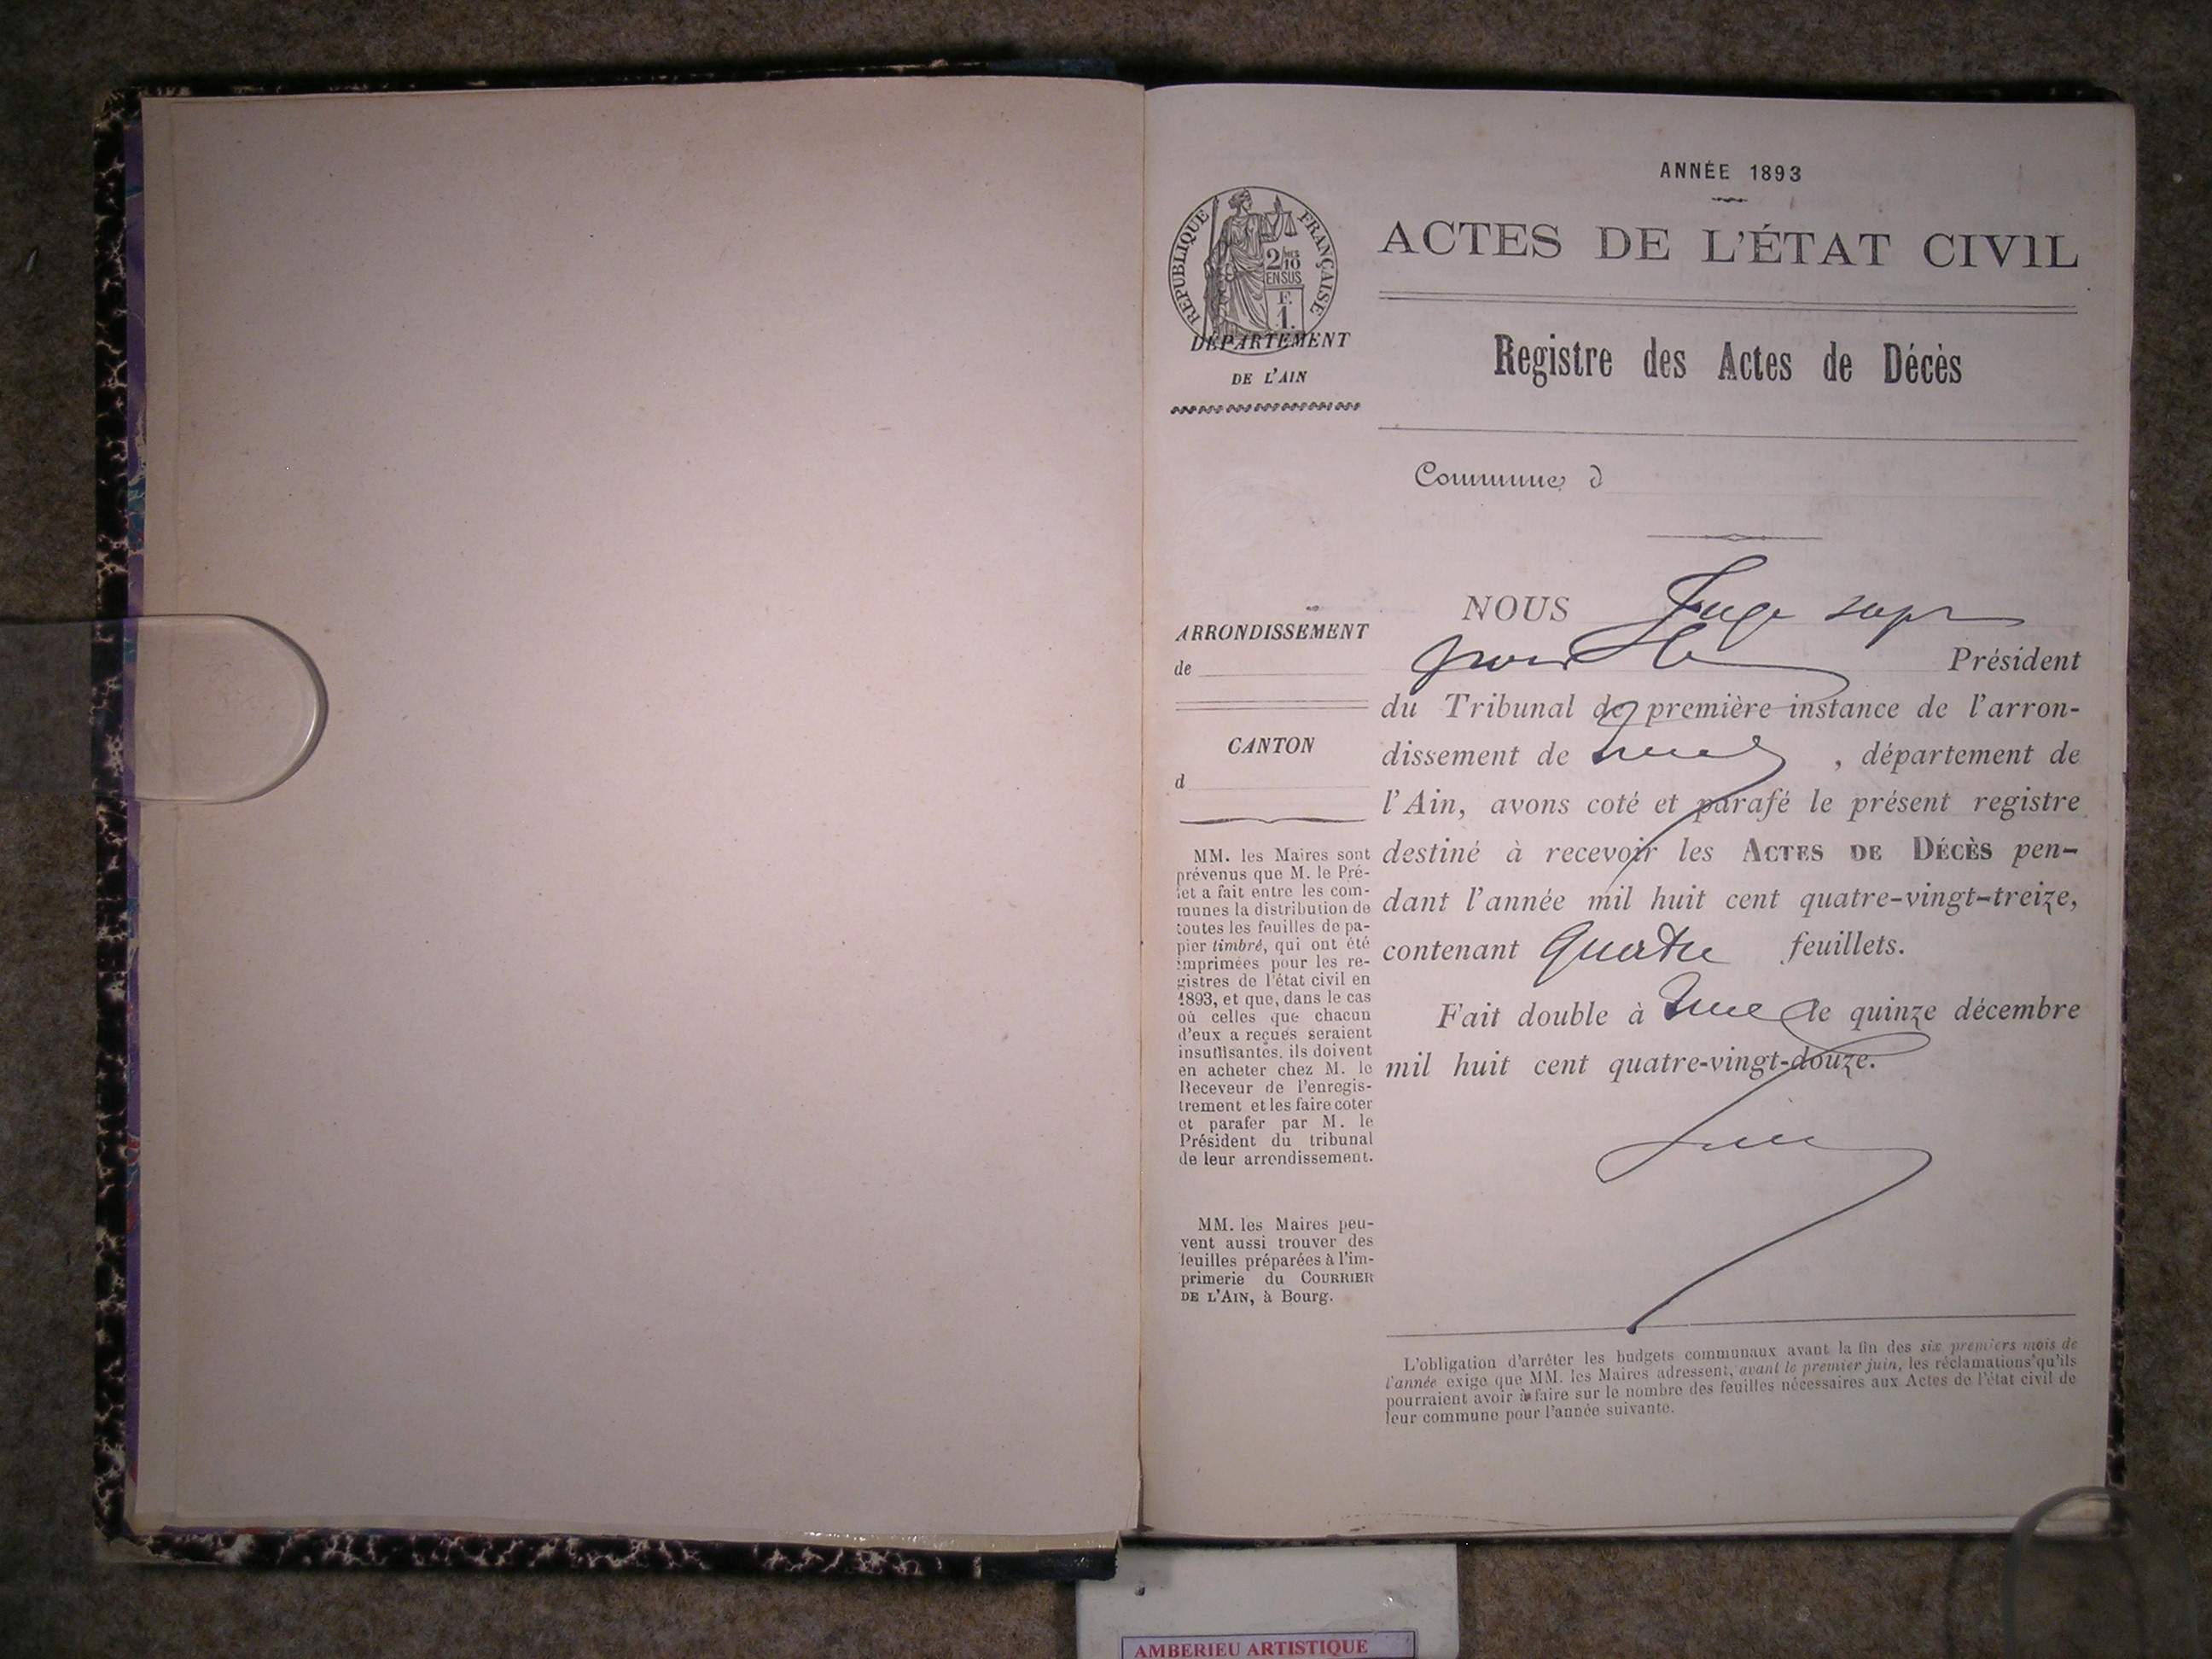 ANNÉE 1893
ACTES DE L'ÉTAT CIVIL
RÉPUBLIQUE FRANÇAISE
2/10
EN SUS
F.
1.
DÉPARTEMENT
DE L'AIN
Registre des Actes de Décès
Commune d
ARRONDISSEMENT
de
CANTON
d
MM. les Maires sont
prévenus que M. le Pré-
fet a fait entre les com-
munes la distribution de
toutes les feuilles de pa-
pier timbré, qui ont été
imprimées pour les re-
gistres de l'état civil en
1893, et que, dans le cas
où celles que chacun
d'eux a reçues seraient
insuffisantes, ils doivent
en acheter chez M. le
Receveur de l'enregis-
trement et les faire coter
et parafer par M. le
Président du tribunal
de leur arrondissement.
MM. les Maires peu-
vent aussi trouver des
feuilles préparées à l'im-
primerie du COURRIER
DE L'AIN, à Bourg.
NOUS Juge
Président
du Tribunal de première instance de l'arron-
dissement de , département de
l'Ain, avons coté et parafé le présent registre
destiné à recevoir les ACTES DE DÉCÈS pen-
dant l'année mil huit cent quatre-vingt-treize,
contenant quatre feuillets.
Fait double à le quinze décembre
mil huit cent quatre-vingt-douze.
L'obligation d'arrêter les budgets communaux avant la fin des six premiers mois de
l'année exige que MM. les Maires adressent, avant le premier juin, les réclamations qu'ils
pourraient avoir à faire sur le nombre des feuilles nécessaires aux Actes de l'état civil de
leur commune pour l'année suivante.
AMBERIEU ARTISTIQUE